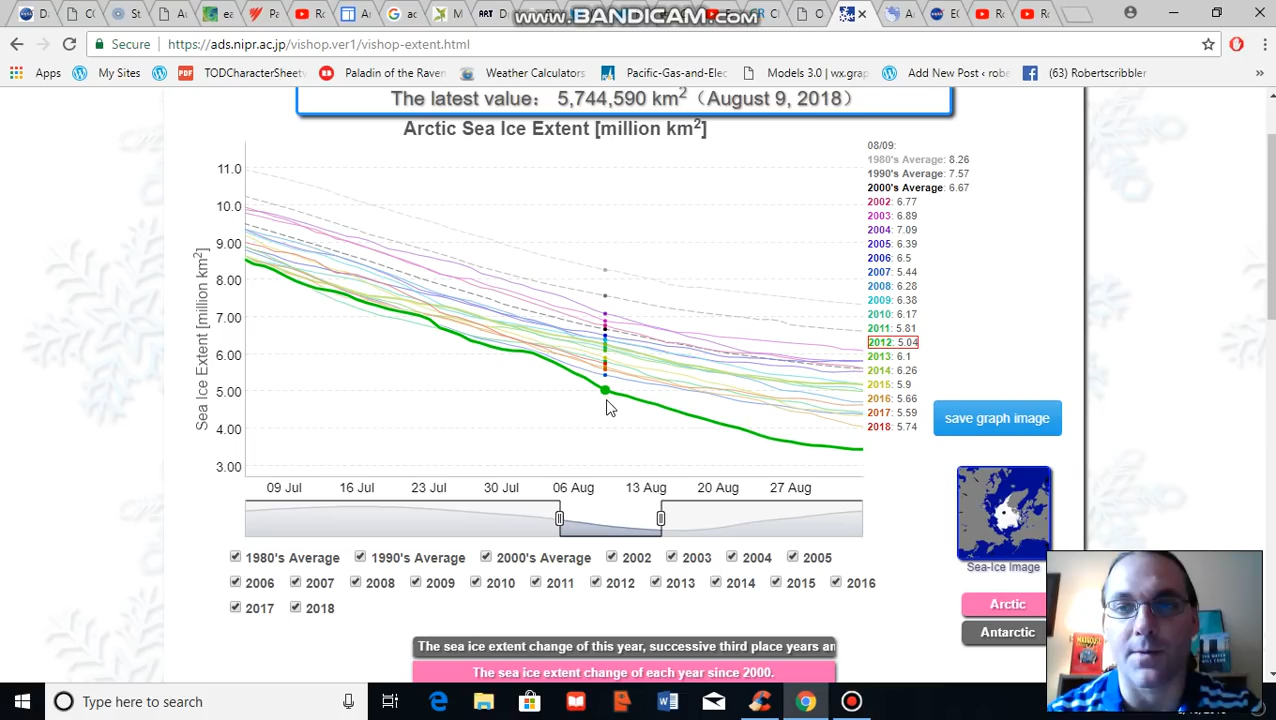 Da
D
St
A
ea
Sp
R
A
G ac
M
ART D
R
CI
O
A
E
Ro
Ro
www.BANDICAM.com
Secure | https://ads.nipr.ac.jp/vishop.ver1/vishop-extent.html
Apps My Sites TODCharacterSheet Paladin of the Raven Weather Calculators Pacific-Gas-and-Elec Models 3.0 | wx.grap Add New Post ‹ robe (63) Robertscribbler »
The latest value： 5,744,590 km2（August 9, 2018）
Arctic Sea Ice Extent [million km2]
Sea Ice Extent [million km2]
11.0
10.0
9.00
8.00
7.00
6.00
5.00
4.00
3.00
09 Jul 16 Jul 23 Jul 30 Jul 06 Aug 13 Aug 20 Aug 27 Aug
08/09:
1980's Average: 8.26
1990's Average: 7.57
2000's Average: 6.67
2002: 6.77
2003: 6.89
2004: 7.09
2005: 6.39
2006: 6.5
2007: 5.44
2008: 6.28
2009: 6.38
2010: 6.17
2011: 5.81
2012: 5.04
2013: 6.1
2014: 6.26
2015: 5.9
2016: 5.66
2017: 5.59
2018: 5.74
save graph image
Sea-Ice Image
Arctic
Antarctic
1980's Average 1990's Average 2000's Average 2002 2003 2004 2005
2006 2007 2008 2009 2010 2011 2012 2013 2014 2015 2016
2017 2018
The sea ice extent change of this year, successive third place years an
The sea ice extent change of each year since 2000.
Type here to search